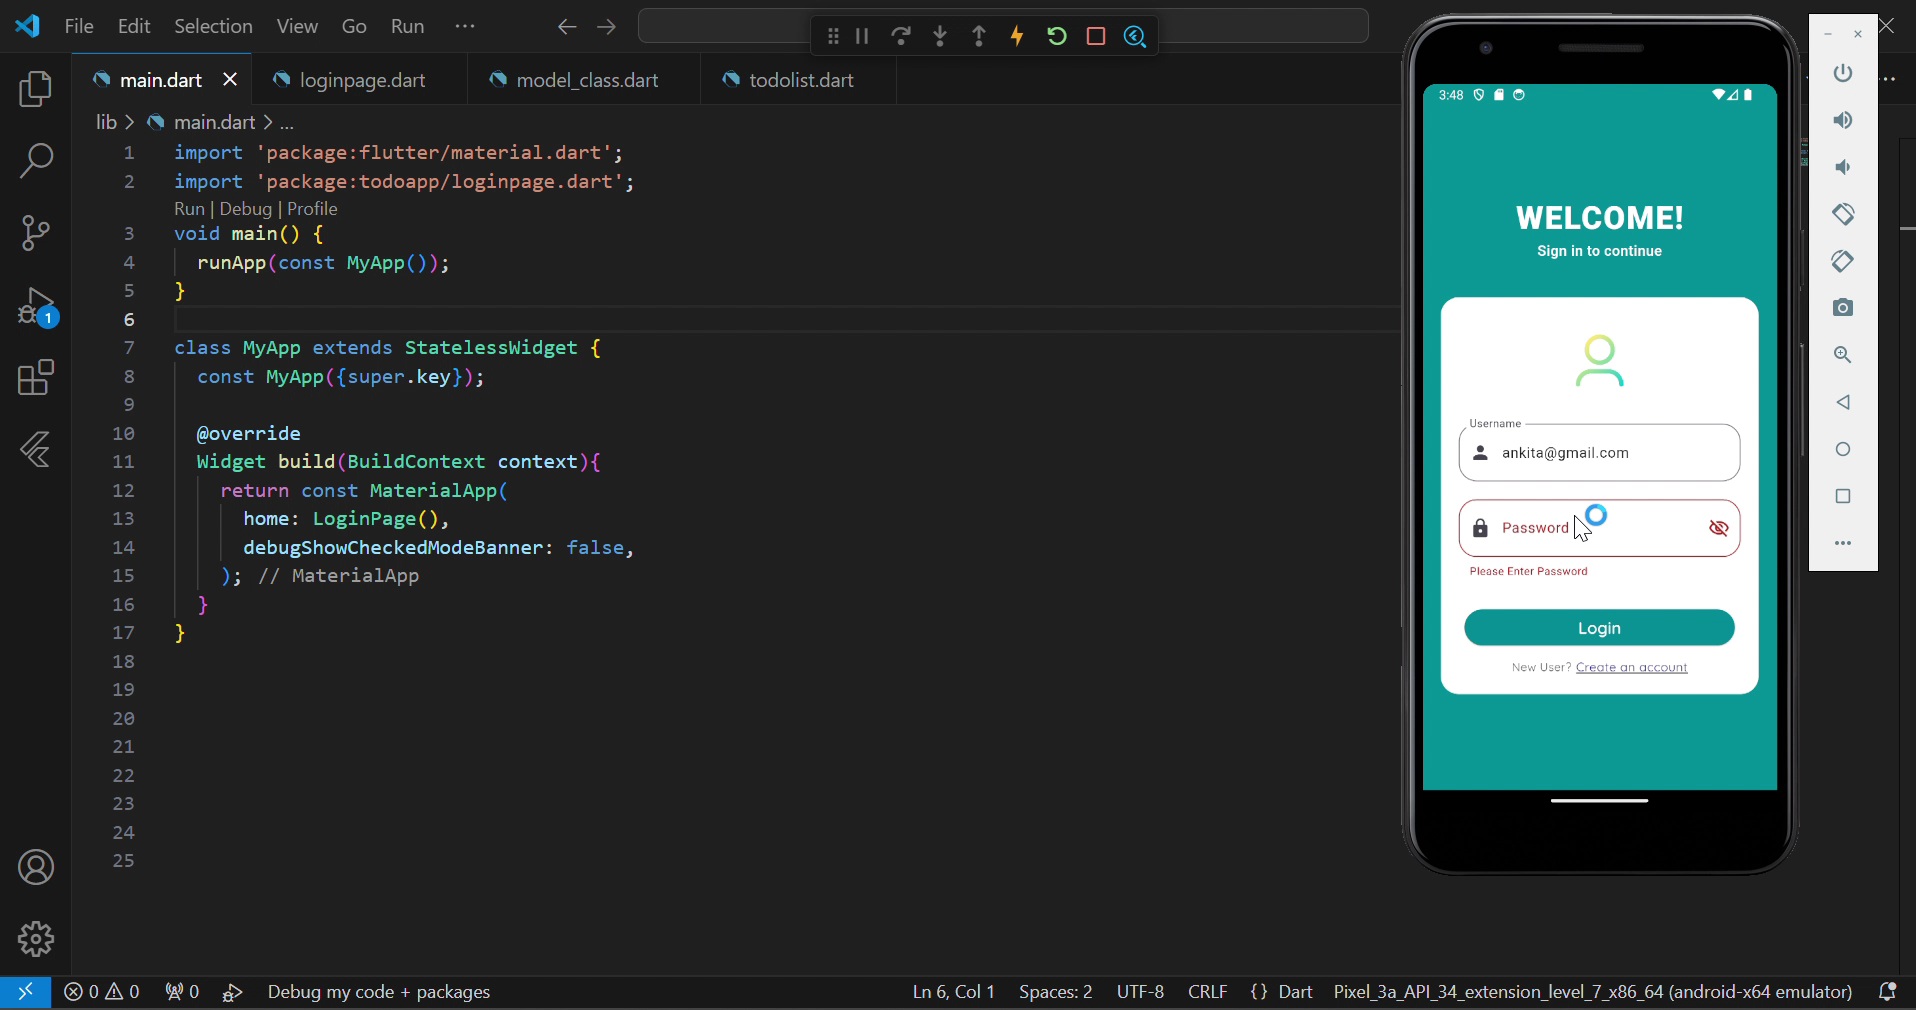 File Edit Selection View Go Run ...
main.dart loginpage.dart model_class.dart todolist.dart
lib > main.dart > ...
1 import 'package:flutter/material.dart';
2 import 'package:todoapp/loginpage.dart';
Run | Debug | Profile
3 void main() {
4 runApp(const MyApp());
5 }
6
7 class MyApp extends StatelessWidget {
8 const MyApp({super.key});
9
10 @override
11 Widget build(BuildContext context){
12 return const MaterialApp(
13 home: LoginPage(),
14 debugShowCheckedModeBanner: false,
15 ); // MaterialApp
16 }
17 }
18
19
20
21
22
23
24
25
1
3:48
WELCOME!
Sign in to continue
Username
ankita@gmail.com
Password
Please Enter Password
Login
New User? Create an account
0 0 0 Debug my code + packages Ln 6, Col 1 Spaces: 2 UTF-8 CRLF {} Dart Pixel_3a_API_34_extension_level_7_x86_64 (android-x64 emulator)